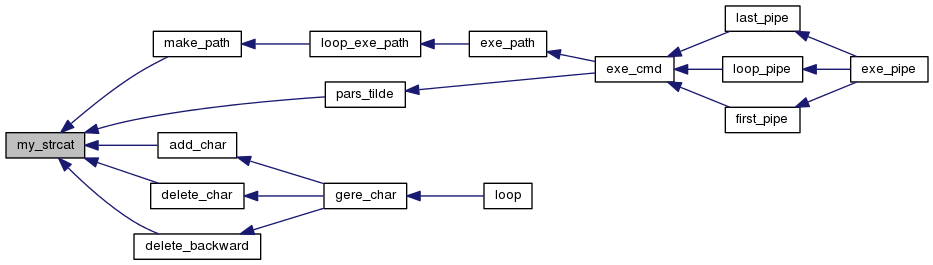 last_pipe
make_path
loop_exe_path
exe_path
exe_cmd
loop_pipe
exe_pipe
pars_tilde
first_pipe
my_strcat
add_char
delete_char
gere_char
loop
delete_backward